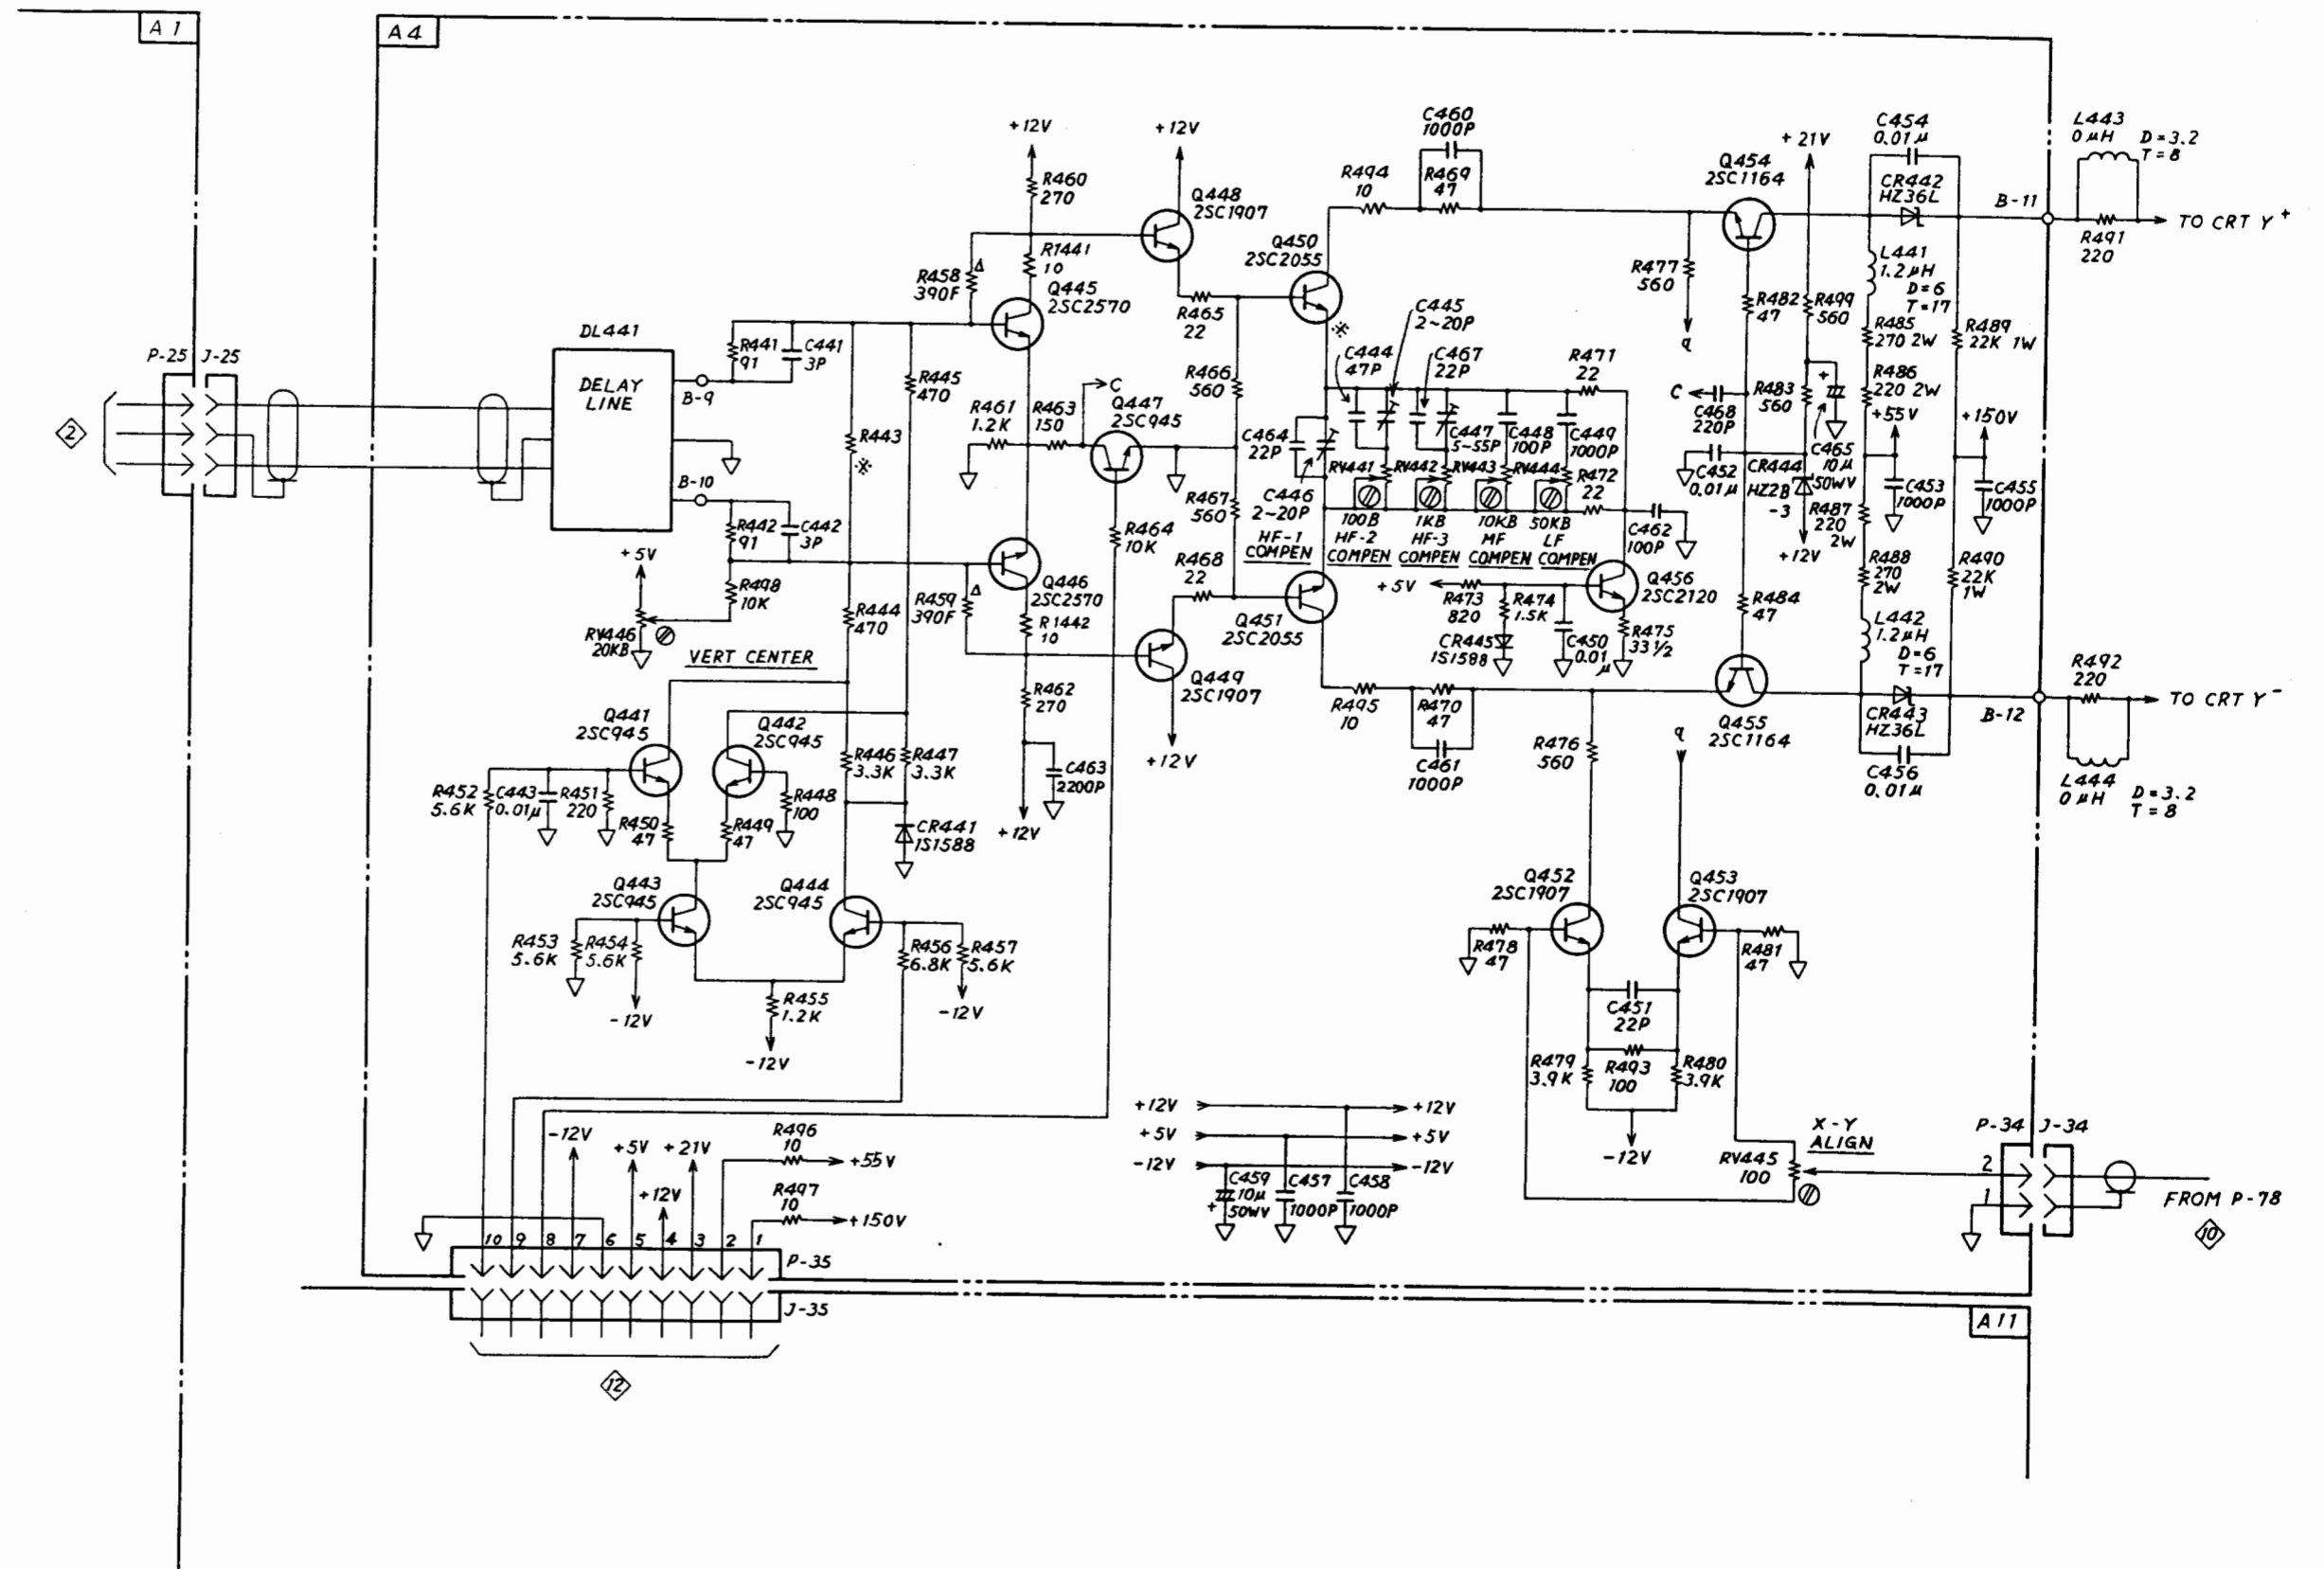 A1
A4
P-25 J-25
2
DL441
DELAY
LINE
B-9
B-10
R441
91
C441
3P
R442
91
C442
3P
+5V
R498
10K
RV446
20KB
VERT CENTER
R443
※
R444
470
R445
470
R458
390F
Δ
R459
390F
Δ
+12V
R460
270
R1441
10
Q445
2SC2570
R461
1.2K
R463
150
C
Q447
2SC945
Q446
2SC2570
R1442
10
R462
270
C463
2200P
+12V
R464
10K
+12V
Q448
2SC1907
R465
22
R466
560
R467
560
R468
22
Q449
2SC1907
+12V
Q450
2SC2055
※
Q451
2SC2055
R494
10
C460
1000P
R469
47
C445
2~20P
C444
47P
C467
22P
R471
22
C464
22P
C446
2~20P
HF-1
COMPEN
C447
5~55P
C448
100P
C449
1000P
RV441
RV442
RV443
RV444
R472
22
100B
HF-2
COMPEN
1KB
HF-3
COMPEN
10KB
MF
COMPEN
50KB
LF
COMPEN
C462
100P
+5V
R473
820
R474
1.5K
Q456
2SC2120
CR445
1S1588
C450
0.01
μ
R475
33 1/2
R495
10
R470
47
C461
1000P
R476
560
R477
560
q
q
Q454
2SC1164
+21V
R482
47
R499
560
C
C468
220P
R483
560
+
C465
10μ
50WV
C452
0.01μ
CR444
HZ2B
-3
+12V
R484
47
Q455
2SC1164
C454
0.01μ
CR442
HZ36L
L441
1.2μH
D=6
T=17
R485
270 2W
R486
220 2W
+55V
R489
22K 1W
+150V
C453
1000P
C455
1000P
R487
220
2W
R488
270
2W
R490
22K
1W
L442
1.2μH
D=6
T=17
CR443
HZ36L
C456
0.01μ
B-11
B-12
L443
0μH
D=3.2
T=8
R491
220
TO CRT Y+
R492
220
TO CRT Y-
L444
0μH
D=3.2
T=8
Q441
2SC945
Q442
2SC945
R446
3.3K
R447
3.3K
R452
5.6K
C443
0.01μ
R451
220
R450
47
R449
47
R448
100
CR441
1S1588
Q443
2SC945
Q444
2SC945
R453
5.6K
R454
5.6K
-12V
R455
1.2K
-12V
R456
6.8K
R457
5.6K
-12V
Q452
2SC1907
Q453
2SC1907
R478
47
R481
47
C451
22P
R479
3.9K
R493
100
R480
3.9K
-12V
X-Y
ALIGN
RV445
100
P-34 J-34
2
1
FROM P-78
10
+12V
+12V
+5V
+5V
-12V
-12V
C459
10μ
50WV
+
C457
1000P
C458
1000P
-12V
+5V
+21V
+12V
R496
10
+55V
R497
10
+150V
10 9 8 7 6 5 4 3 2 1
P-35
J-35
12
A11